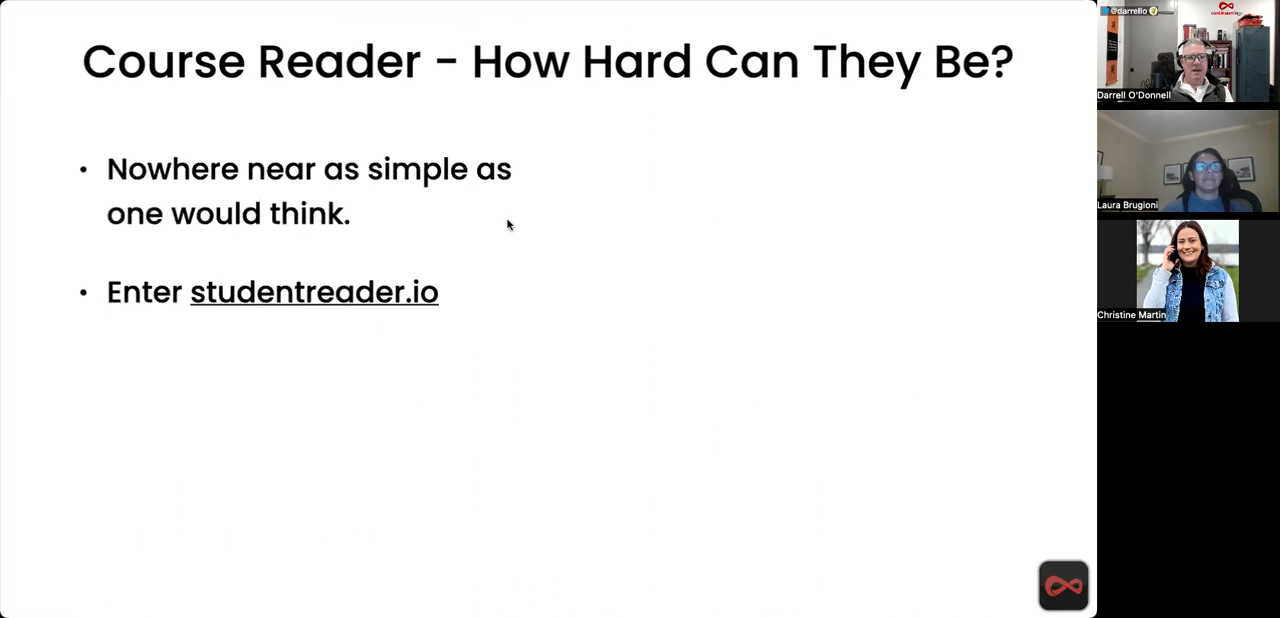 Course Reader - How Hard Can They Be?
• Nowhere near as simple as
one would think.
• Enter studentreader.io
@darrello
Darrell O'Donnell
Laura Brugioni
Christine Martin